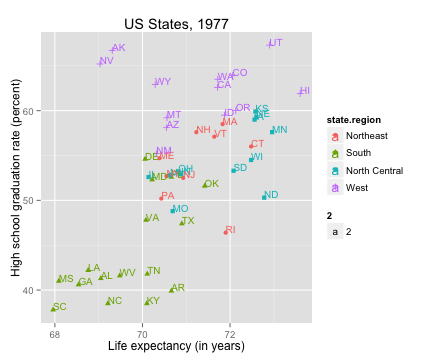 US States, 1977
High school graduation rate (percent)
60
50
40
UT
AK
NV
WY
WA
CO
CA
HI
MT
ID
OR
AZ
KS
MA
NH
VT
MN
CT
NM
DE
ME
WI
OH
SD
MD
NJ
OK
ND
PA
MO
VA
TX
RI
LA
MS
GA
AL
WV
TN
AR
SC
NC
KY
68
70
72
Life expectancy (in years)
state.region
Northeast
South
North Central
West
2
a 2